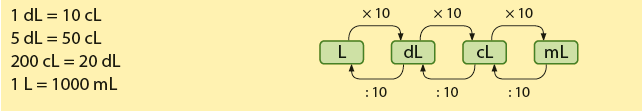 1 dL = 10 cL
5 dL = 50 cL
200 cL = 20 dL
1 L = 1000 mL
× 10 × 10 × 10
L dL cL mL
: 10 : 10 : 10